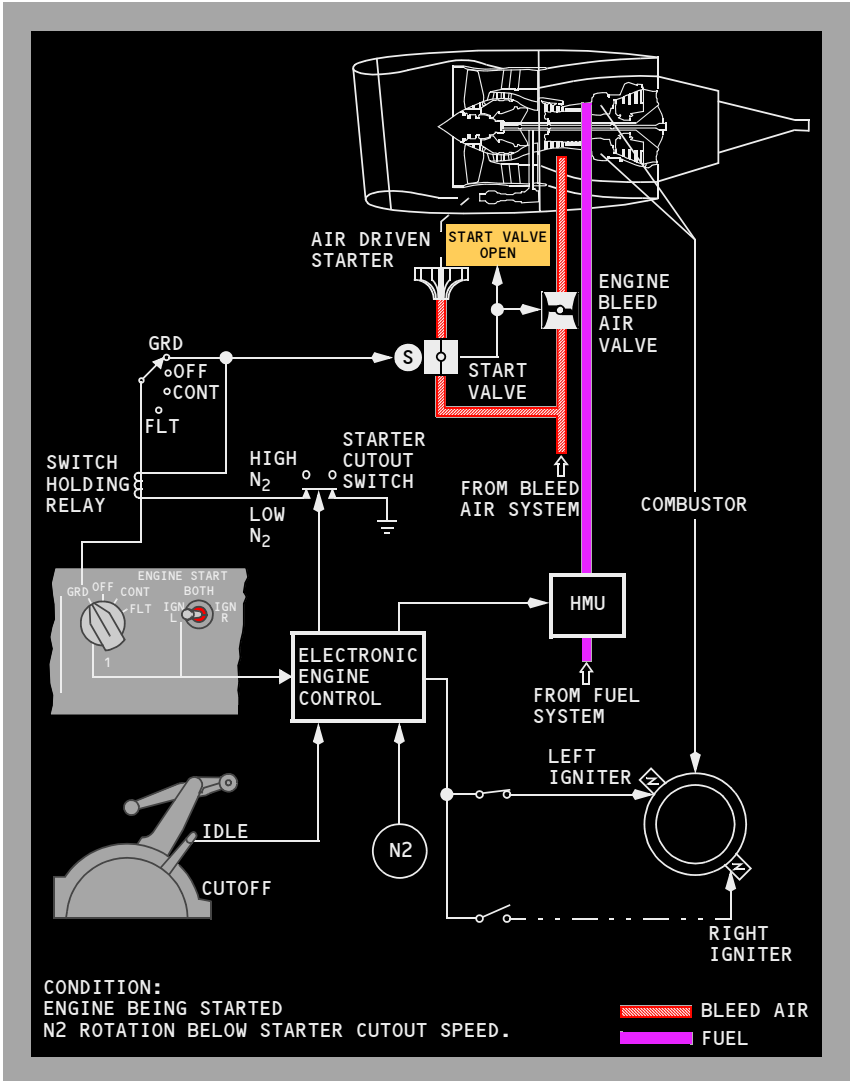 AIR DRIVEN
STARTER
START VALVE
OPEN
ENGINE
BLEED
AIR
VALVE
GRD
OFF
CONT
FLT
S
START
VALVE
SWITCH
HOLDING
RELAY
HIGH
N2
LOW
N2
STARTER
CUTOUT
SWITCH
FROM BLEED
AIR SYSTEM
COMBUSTOR
ENGINE START
GRD
OFF
CONT
FLT
1
BOTH
IGN
L
IGN
R
HMU
ELECTRONIC
ENGINE
CONTROL
FROM FUEL
SYSTEM
LEFT
IGNITER
IDLE
CUTOFF
N2
RIGHT
IGNITER
CONDITION:
ENGINE BEING STARTED
N2 ROTATION BELOW STARTER CUTOUT SPEED.
BLEED AIR
FUEL